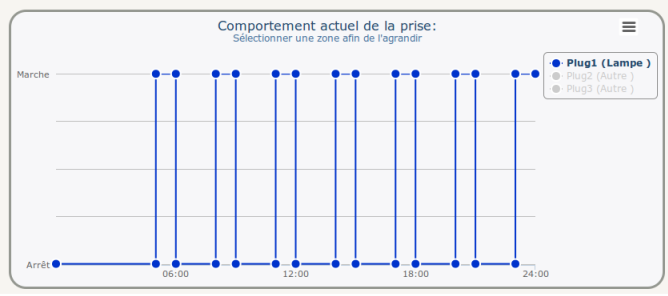 Comportement actuel de la prise:
Sélectionner une zone afin de l'agrandir
Marche
Plug1 (Lampe )
Plug2 (Autre )
Plug3 (Autre )
Arrêt
06:00
12:00
18:00
24:00